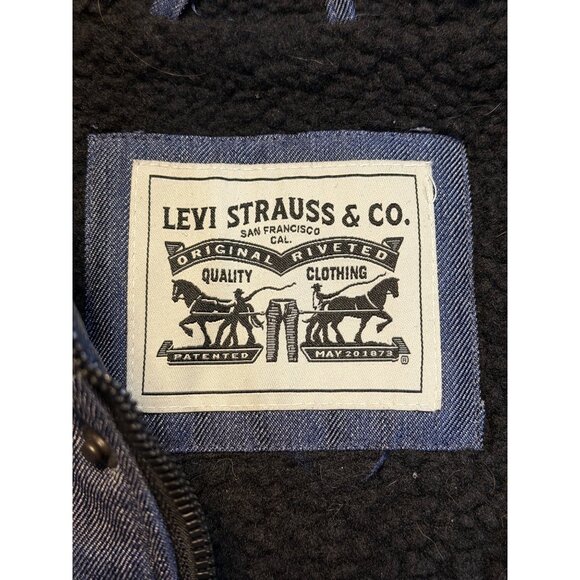 LEVI STRAUSS & CO.
SAN FRANCISCO
CAL.
ORIGINAL RIVETED
QUALITY CLOTHING
PATENTED MAY 20 1873
®